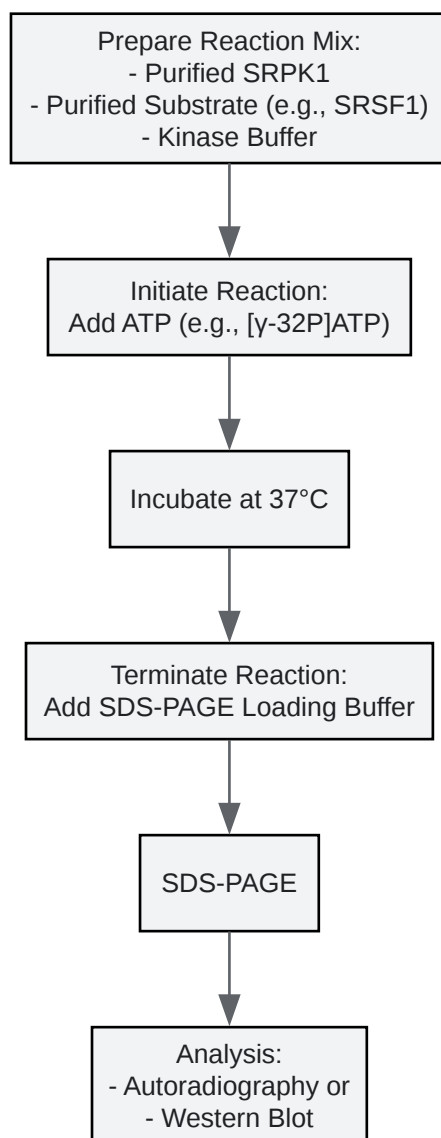 Prepare Reaction Mix:
- Purified SRPK1
- Purified Substrate (e.g., SRSF1)
- Kinase Buffer
Initiate Reaction:
Add ATP (e.g., [γ-32P]ATP)
Incubate at 37°C
Terminate Reaction:
Add SDS-PAGE Loading Buffer
SDS-PAGE
Analysis:
- Autoradiography or
- Western Blot